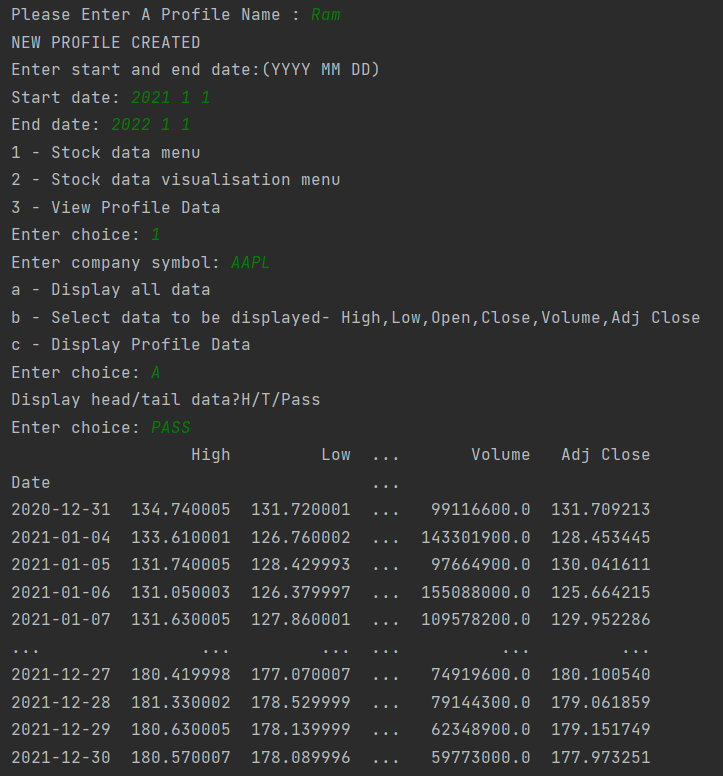 Please Enter A Profile Name : Ram
NEW PROFILE CREATED
Enter start and end date:(YYYY MM DD)
Start date: 2021 1 1
End date: 2022 1 1
1 - Stock data menu
2 - Stock data visualisation menu
3 - View Profile Data
Enter choice: 1
Enter company symbol: AAPL
a - Display all data
b - Select data to be displayed- High,Low,Open,Close,Volume,Adj Close
c - Display Profile Data
Enter choice: A
Display head/tail data?H/T/Pass
Enter choice: PASS
                  High         Low  ...       Volume   Adj Close
Date                                ...
2020-12-31  134.740005  131.720001  ...   99116600.0  131.709213
2021-01-04  133.610001  126.760002  ...  143301900.0  128.453445
2021-01-05  131.740005  128.429993  ...   97664900.0  130.041611
2021-01-06  131.050003  126.379997  ...  155088000.0  125.664215
2021-01-07  131.630005  127.860001  ...  109578200.0  129.952286
...                ...         ...  ...          ...         ...
2021-12-27  180.419998  177.070007  ...   74919600.0  180.100540
2021-12-28  181.330002  178.529999  ...   79144300.0  179.061859
2021-12-29  180.630005  178.139999  ...   62348900.0  179.151749
2021-12-30  180.570007  178.089996  ...   59773000.0  177.973251